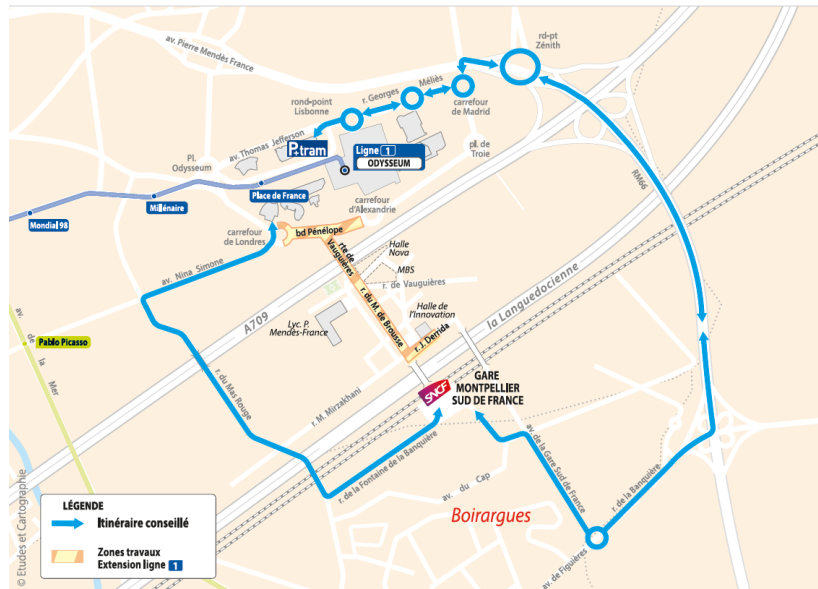 av. Pierre Mendès France
rd-pt
Zénith
r. Georges
Méliès
rond-point
Lisbonne
carrefour
de Madrid
av. Thomas Jefferson
P+tram
Ligne 1
ODYSSEUM
pl. de
Troie
Pl.
Odysseum
RM66
Place de France
Millénaire
Mondial 98
carrefour
d'Alexandrie
carrefour
de Londres
bd Pénélope
rte de
Vauguières
Halle
Nova
MBS
r. de Vauguières
av. Nina Simone
la Languedocienne
A709
r. du M. de Brousse
Halle de
l'Innovation
Lyc. P.
Mendès-France
r. J. Derrida
av.
de
la
Mer
Pablo Picasso
SNCF
GARE
MONTPELLIER
SUD DE FRANCE
r. du Mas Rouge
r. M. Mirzakhani
r. de la Fontaine de la Banquière
av. de la Gare Sud de France
r. de la Banquière
av. du Cap
Boirargues
av. de Figuières
LÉGENDE
Itinéraire conseillé
Zones travaux
Extension ligne 1
© Etudes et Cartographie